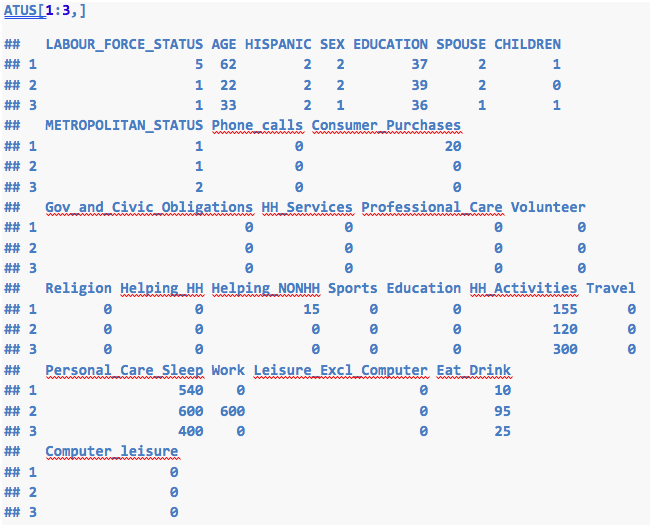 ATUS[1:3,]
##   LABOUR_FORCE_STATUS AGE HISPANIC SEX EDUCATION SPOUSE CHILDREN
## 1                   5  62        2   2        37      2        1
## 2                   1  22        2   2        39      2        0
## 3                   1  33        2   1        36      1        1
##   METROPOLITAN_STATUS Phone_calls Consumer_Purchases
## 1                   1           0                 20
## 2                   1           0                  0
## 3                   2           0                  0
##   Gov_and_Civic_Obligations HH_Services Professional_Care Volunteer
## 1                         0           0                 0         0
## 2                         0           0                 0         0
## 3                         0           0                 0         0
##   Religion Helping_HH Helping_NONHH Sports Education HH_Activities Travel
## 1        0          0            15      0         0           155      0
## 2        0          0             0      0         0           120      0
## 3        0          0             0      0         0           300      0
##   Personal_Care_Sleep Work Leisure_Excl_Computer Eat_Drink
## 1                 540    0                     0        10
## 2                 600  600                     0        95
## 3                 400    0                     0        25
##   Computer_leisure
## 1                0
## 2                0
## 3                0